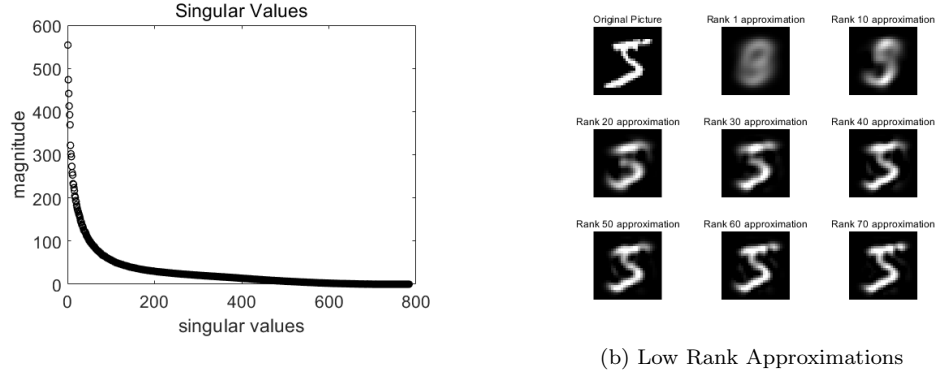 Singular Values
600
500
400
300
200
100
0
magnitude
0 200 400 600 800
singular values
Original Picture Rank 1 approximation Rank 10 approximation
Rank 20 approximation Rank 30 approximation Rank 40 approximation
Rank 50 approximation Rank 60 approximation Rank 70 approximation
(b) Low Rank Approximations